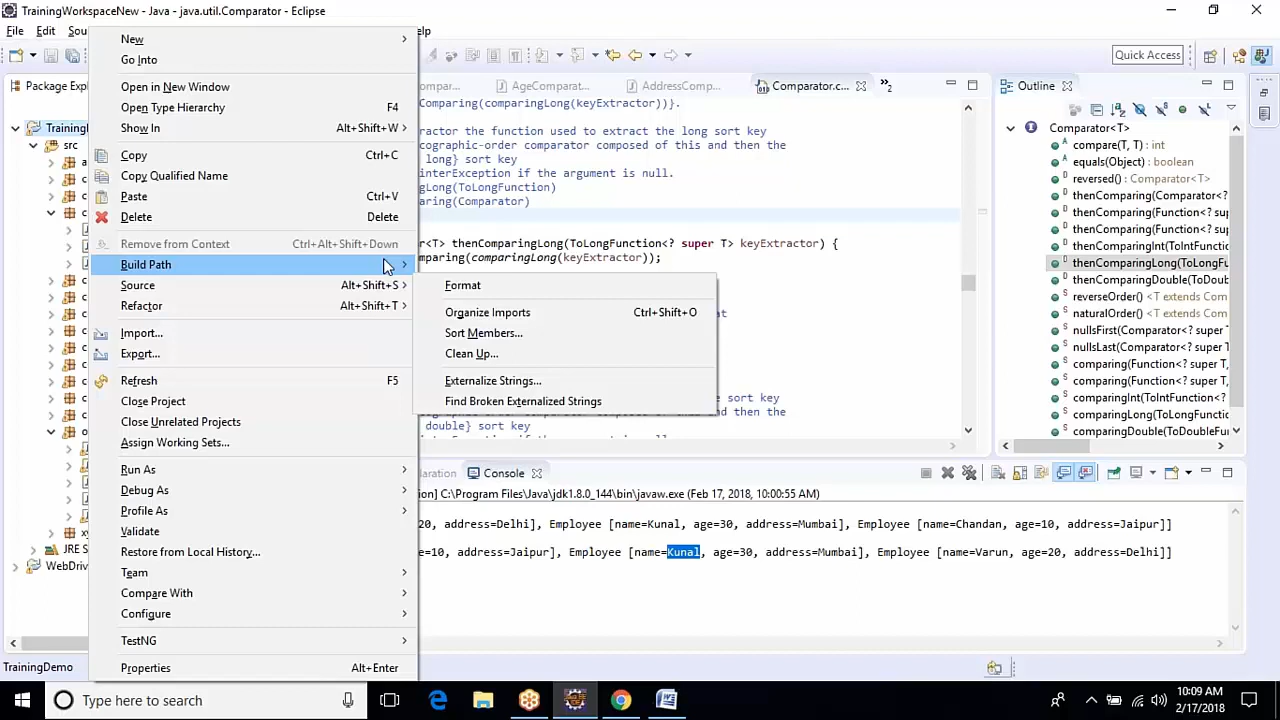 TrainingWorkspaceNew - Java - java.util.Comparator - Eclipse
File Edit Sou elp
Quick Access
Package Expl
ompar... AgeComparat... AddressComp... Comparator.c...
Outline
TrainingD
src
JRE S
WebDriv
New
Go Into
Open in New Window
Open Type Hierarchy F4
Show In Alt+Shift+W
Copy Ctrl+C
Copy Qualified Name
Paste Ctrl+V
Delete Delete
Remove from Context Ctrl+Alt+Shift+Down
Build Path
Source Alt+Shift+S
Refactor Alt+Shift+T
Import...
Export...
Refresh F5
Close Project
Close Unrelated Projects
Assign Working Sets...
Run As
Debug As
Profile As
Validate
Restore from Local History...
Team
Compare With
Configure
TestNG
Properties Alt+Enter
Format
Organize Imports Ctrl+Shift+O
Sort Members...
Clean Up...
Externalize Strings...
Find Broken Externalized Strings
Comparing(comparingLong(keyExtractor))}.
ractor the function used to extract the long sort key
cographic-order comparator composed of this and then the
long} sort key
interException if the argument is null.
gLong(ToLongFunction)
aring(Comparator)
r<T> thenComparingLong(ToLongFunction<? super T> keyExtractor) {
mparing(comparingLong(keyExtractor));
at
e sort key
and then the
double} sort key
Comparator<T>
compare(T, T) : int
equals(Object) : boolean
reversed() : Comparator<T>
thenComparing(Comparator<?
thenComparing(Function<? sup
thenComparing(Function<? sup
thenComparingInt(ToIntFunctio
thenComparingLong(ToLongFu
thenComparingDouble(ToDoub
reverseOrder() <T extends Com
naturalOrder() <T extends Com
nullsFirst(Comparator<? super T
nullsLast(Comparator<? super T
comparing(Function<? super T,
comparing(Function<? super T,
comparingInt(ToIntFunction<?
comparingLong(ToLongFunctio
comparingDouble(ToDoubleFu
laration Console
ion] C:\Program Files\Java\jdk1.8.0_144\bin\javaw.exe (Feb 17, 2018, 10:00:55 AM)
20, address=Delhi], Employee [name=Kunal, age=30, address=Mumbai], Employee [name=Chandan, age=10, address=Jaipur]]
=10, address=Jaipur], Employee [name=Kunal, age=30, address=Mumbai], Employee [name=Varun, age=20, address=Delhi]]
TrainingDemo
Type here to search
10:09 AM
2/17/2018